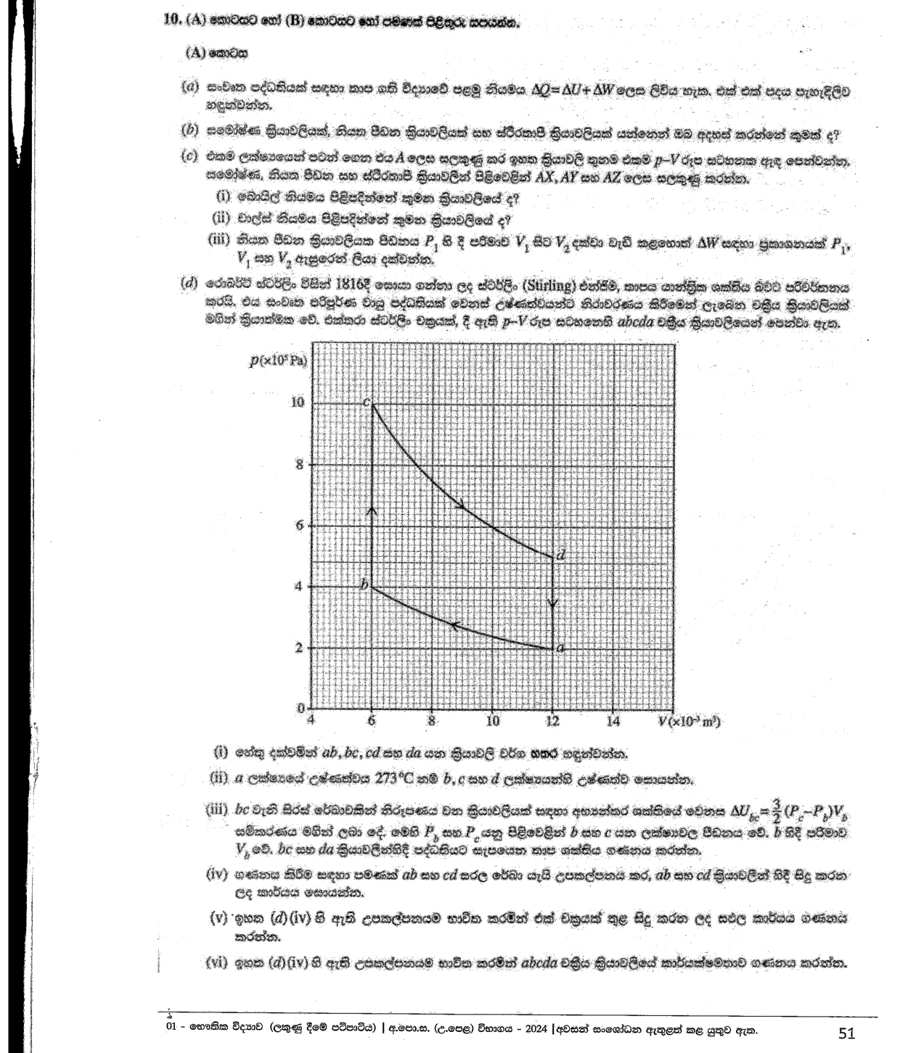 10. (A) කොටසට හෝ (B) කොටසට හෝ පමණක් පිළිතුරු සපයන්න.
(A) කොටස
(a) සංවෘත පද්ධතියක් සඳහා තාප ගති විද්‍යාවේ පළමු නියමය ΔQ = ΔU + ΔW ලෙස ලිවිය හැක. එක් එක් පදය පැහැදිලිව
හඳුන්වන්න.
(b) සමෝෂ්ණ ක්‍රියාවලියක්, නියත පීඩන ක්‍රියාවලියක් සහ ස්ථිරතාපී ක්‍රියාවලියක් යන්නෙන් ඔබ අදහස් කරන්නේ කුමක් ද?
(c) එකම ලක්ෂ්‍යයෙන් පටන් ගෙන එය A ලෙස සලකුණු කර ඉහත ක්‍රියාවලි තුනම එකම p–V රූප සටහනක ඇඳ පෙන්වන්න.
සමෝෂ්ණ, නියත පීඩන සහ ස්ථිරතාපී ක්‍රියාවලීන් පිළිවෙළින් AX, AY සහ AZ ලෙස සලකුණු කරන්න.
(i) බොයිල් නියමය පිළිපදින්නේ කුමන ක්‍රියාවලියේ ද?
(ii) චාල්ස් නියමය පිළිපදින්නේ කුමන ක්‍රියාවලියේ ද?
(iii) නියත පීඩන ක්‍රියාවලියක පීඩනය P₁ හි දී පරිමාව V₁ සිට V₂ දක්වා වැඩි කළහොත් ΔW සඳහා ප්‍රකාශනයක් P₁,
V₁ සහ V₂ ඇසුරෙන් ලියා දක්වන්න.
(d) රොබර්ට් ස්ටර්ලිං විසින් 1816දී සොයා ගන්නා ලද ස්ටර්ලිං (Stirling) එන්ජිම, තාපය යාන්ත්‍රික ශක්තිය බවට පරිවර්තනය
කරයි. එය සංවෘත පරිපූර්ණ වායු පද්ධතියක් වෙනස් උෂ්ණත්වයන්ට නිරාවරණය කිරීමෙන් ලැබෙන චක්‍රීය ක්‍රියාවලියක්
මගින් ක්‍රියාත්මක වේ. එක්තරා ස්ටර්ලිං චක්‍රයක්, දී ඇති p–V රූප සටහනෙහි abcda චක්‍රීය ක්‍රියාවලියෙන් පෙන්වා ඇත.
p(×10⁵ Pa)
10
c
8
6
d
4
b
2
a
0
4 6 8 10 12 14 V(×10⁻³ m³)
(i) හේතු දක්වමින් ab, bc, cd සහ da යන ක්‍රියාවලි වර්ග හතර හඳුන්වන්න.
(ii) a ලක්ෂ්‍යයේ උෂ්ණත්වය 273 °C නම් b, c සහ d ලක්ෂ්‍යයන්හි උෂ්ණත්ව සොයන්න.
(iii) bc වැනි සිරස් රේඛාවකින් නිරූපණය වන ක්‍රියාවලියක් සඳහා අභ්‍යන්තර ශක්තියේ වෙනස ΔU_bc = 3/2 (P_c – P_b)V_b
සමීකරණය මගින් ලබා දේ. මෙහි P_b සහ P_c යනු පිළිවෙළින් b සහ c යන ලක්ෂ්‍යවල පීඩනය වේ. b හිදී පරිමාව
V_b වේ. bc සහ da ක්‍රියාවලීන්හිදී පද්ධතියට සැපයෙන තාප ශක්තිය ගණනය කරන්න.
(iv) ගණනය කිරීම් සඳහා පමණක් ab සහ cd සරල රේඛා යැයි උපකල්පනය කර, ab සහ cd ක්‍රියාවලීන් හිදී සිදු කරන
ලද කාර්යය සොයන්න.
(v) ඉහත (d)(iv) හි ඇති උපකල්පනයම භාවිත කරමින් එක් චක්‍රයක් තුළ සිදු කරන ලද සඵල කාර්යය ගණනය
කරන්න.
(vi) ඉහත (d)(iv) හි ඇති උපකල්පනයම භාවිත කරමින් abcda චක්‍රීය ක්‍රියාවලියේ කාර්යක්ෂමතාව ගණනය කරන්න.
01 - භෞතික විද්‍යාව (ලකුණු දීමේ පටිපාටිය) | අ.පො.ස. (උ.පෙළ) විභාගය - 2024 | අවසන් සංශෝධන ඇතුළත් කළ යුතුව ඇත.
51